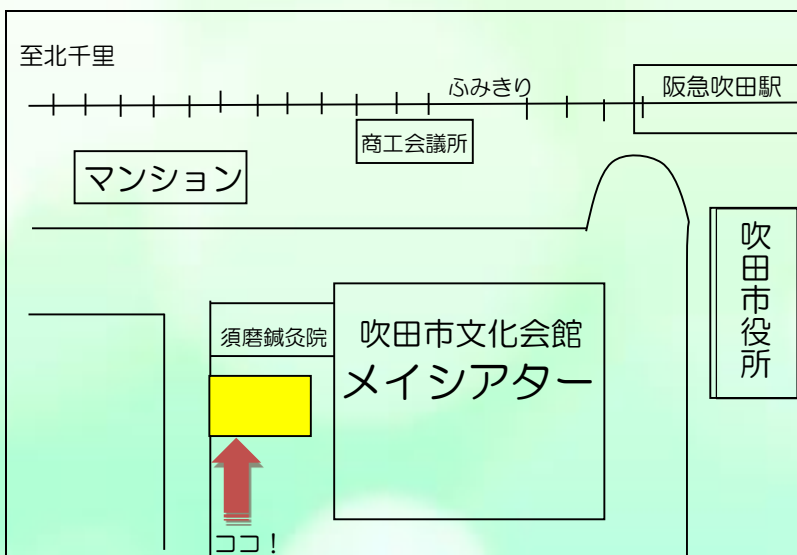 至北千里
ふみきり
阪急吹田駅
商工会議所
マンション
吹田市役所
須磨鍼灸院
吹田市文化会館
メイシアター
ココ！